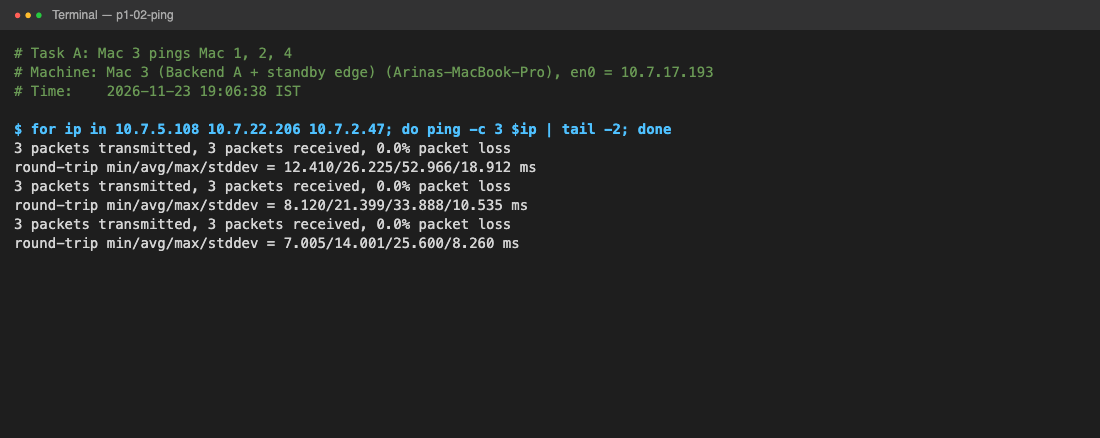 Terminal — p1-02-ping
# Task A: Mac 3 pings Mac 1, 2, 4
# Machine: Mac 3 (Backend A + standby edge) (Arinas-MacBook-Pro), en0 = 10.7.17.193
# Time:    2026-11-23 19:06:38 IST
$ for ip in 10.7.5.108 10.7.22.206 10.7.2.47; do ping -c 3 $ip | tail -2; done
3 packets transmitted, 3 packets received, 0.0% packet loss
round-trip min/avg/max/stddev = 12.410/26.225/52.966/18.912 ms
3 packets transmitted, 3 packets received, 0.0% packet loss
round-trip min/avg/max/stddev = 8.120/21.399/33.888/10.535 ms
3 packets transmitted, 3 packets received, 0.0% packet loss
round-trip min/avg/max/stddev = 7.005/14.001/25.600/8.260 ms